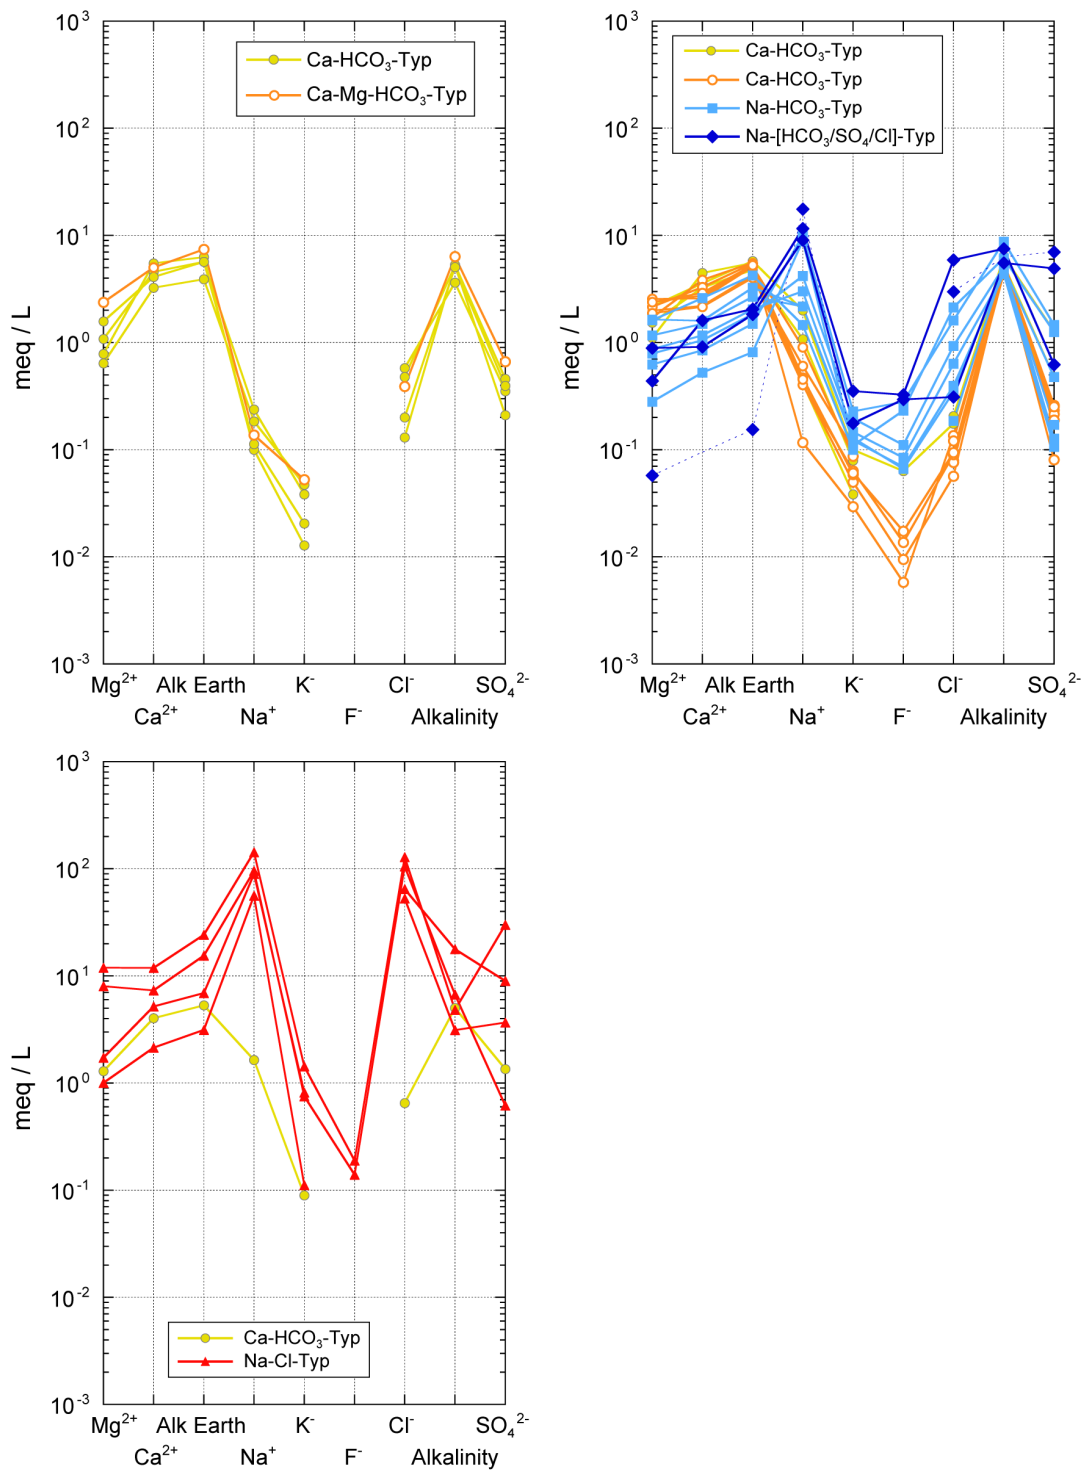 10³
10²
10¹
10⁰
10⁻¹
10⁻²
10⁻³
meq / L
Ca-HCO₃-Typ
Ca-Mg-HCO₃-Typ
Mg²⁺ Alk Earth K⁻ Cl⁻ SO₄²⁻
Ca²⁺ Na⁺ F⁻ Alkalinity
10³
10²
10¹
10⁰
10⁻¹
10⁻²
10⁻³
meq / L
Ca-HCO₃-Typ
Ca-HCO₃-Typ
Na-HCO₃-Typ
Na-[HCO₃/SO₄/Cl]-Typ
Mg²⁺ Alk Earth K⁻ Cl⁻ SO₄²⁻
Ca²⁺ Na⁺ F⁻ Alkalinity
10³
10²
10¹
10⁰
10⁻¹
10⁻²
10⁻³
meq / L
Ca-HCO₃-Typ
Na-Cl-Typ
Mg²⁺ Alk Earth K⁻ Cl⁻ SO₄²⁻
Ca²⁺ Na⁺ F⁻ Alkalinity